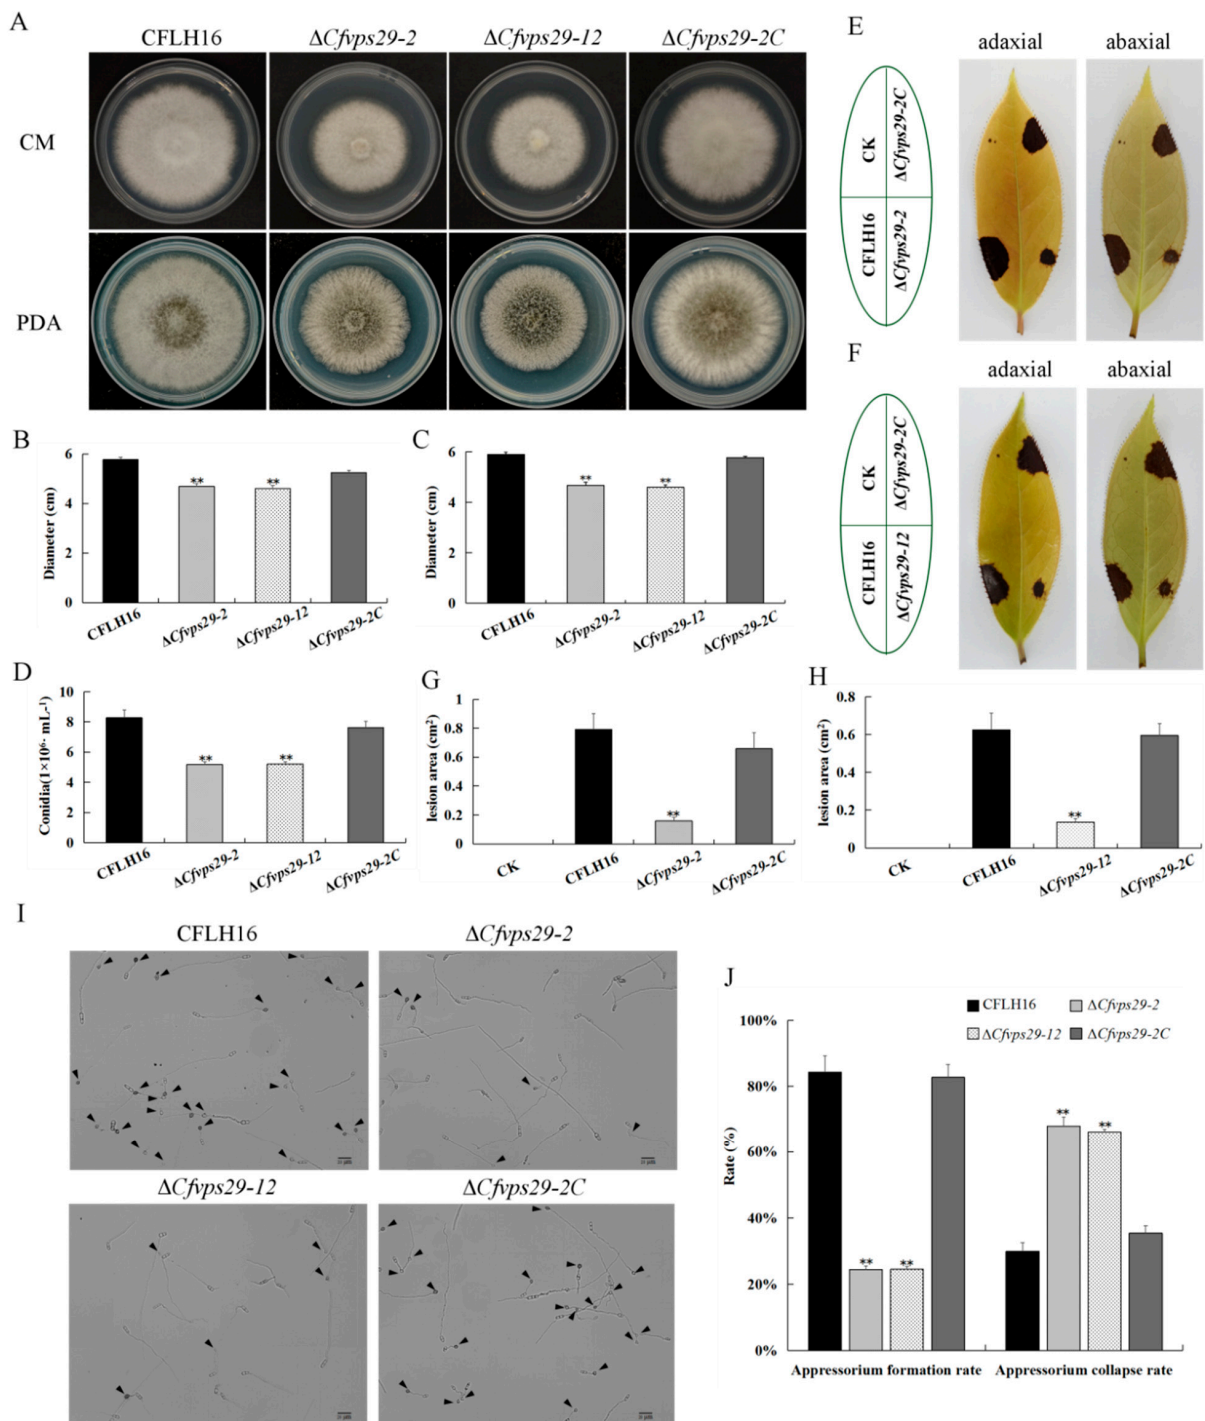 A
CFLH16 ΔCfvps29-2 ΔCfvps29-12 ΔCfvps29-2C
CM
PDA
E
adaxial abaxial
CK
ΔCfvps29-2C
CFLH16
ΔCfvps29-2
F
adaxial abaxial
CK
ΔCfvps29-2C
CFLH16
ΔCfvps29-12
B
Diameter (cm)
6
4
2
0
** **
CFLH16 ΔCfvps29-2 ΔCfvps29-12 ΔCfvps29-2C
C
Diameter (cm)
6
4
2
0
** **
CFLH16 ΔCfvps29-2 ΔCfvps29-12 ΔCfvps29-2C
D
Conidia(1×10⁶· mL⁻¹)
10
8
6
4
2
0
** **
CFLH16 ΔCfvps29-2 ΔCfvps29-12 ΔCfvps29-2C
G
lesion area (cm²)
1
0.8
0.6
0.4
0.2
0
**
CK CFLH16 ΔCfvps29-2 ΔCfvps29-2C
H
lesion area (cm²)
0.8
0.6
0.4
0.2
0
**
CK CFLH16 ΔCfvps29-12 ΔCfvps29-2C
I
CFLH16 ΔCfvps29-2
ΔCfvps29-12 ΔCfvps29-2C
J
CFLH16 ΔCfvps29-2
ΔCfvps29-12 ΔCfvps29-2C
Rate (%)
100%
80%
60%
40%
20%
0%
** ** ** **
Appressorium formation rate Appressorium collapse rate